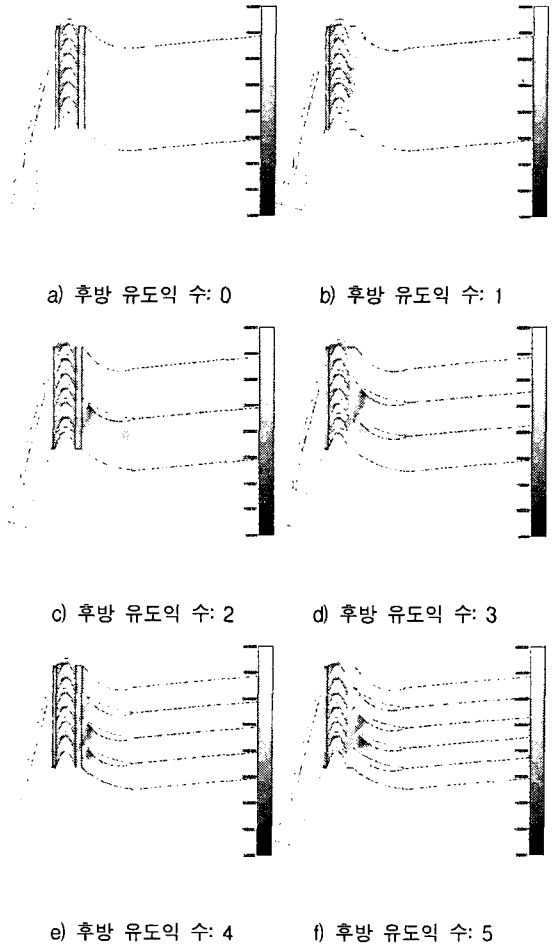 a) 후방 유도익 수: 0
b) 후방 유도익 수: 1
c) 후방 유도익 수: 2
d) 후방 유도익 수: 3
e) 후방 유도익 수: 4
f) 후방 유도익 수: 5